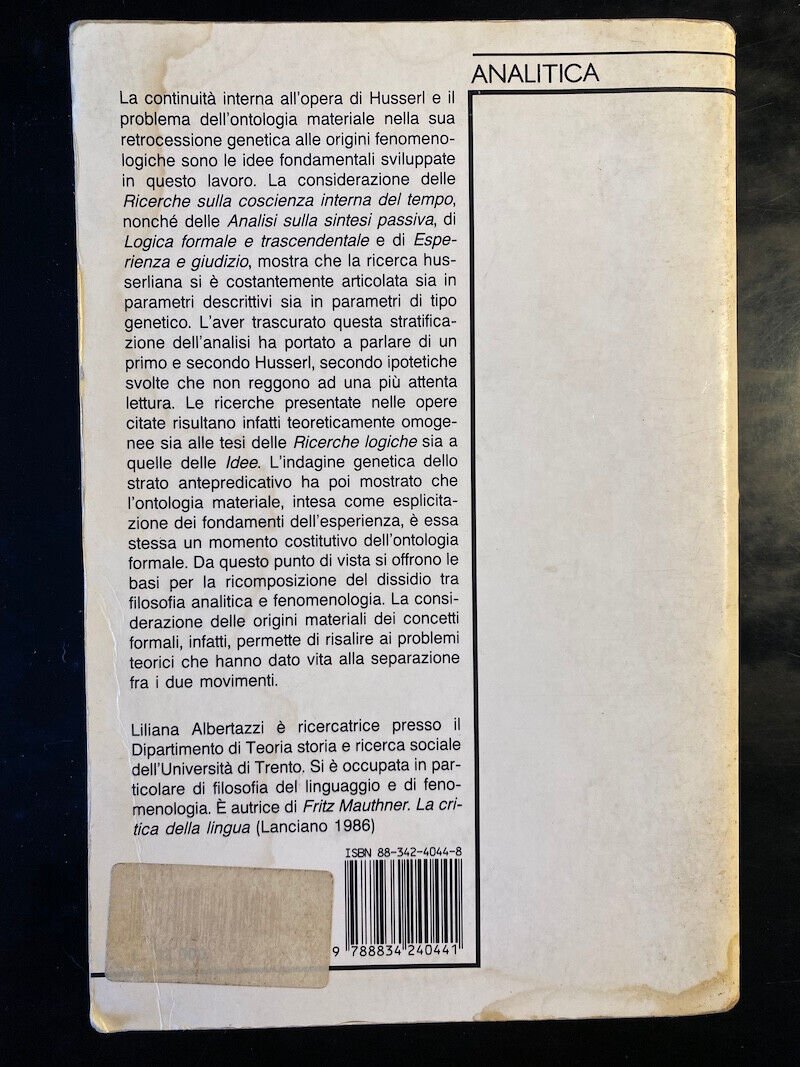 ANALITICA
La continuità interna all'opera di Husserl e il
problema dell'ontologia materiale nella sua
retrocessione genetica alle origini fenomeno-
logiche sono le idee fondamentali sviluppate
in questo lavoro. La considerazione delle
Ricerche sulla coscienza interna del tempo,
nonché delle Analisi sulla sintesi passiva, di
Logica formale e trascendentale e di Espe-
rienza e giudizio, mostra che la ricerca hus-
serliana si è costantemente articolata sia in
parametri descrittivi sia in parametri di tipo
genetico. L'aver trascurato questa stratifica-
zione dell'analisi ha portato a parlare di un
primo e secondo Husserl, secondo ipotetiche
svolte che non reggono ad una più attenta
lettura. Le ricerche presentate nelle opere
citate risultano infatti teoreticamente omoge-
nee sia alle tesi delle Ricerche logiche sia a
quelle delle Idee. L'indagine genetica dello
strato antepredicativo ha poi mostrato che
l'ontologia materiale, intesa come esplicita-
zione dei fondamenti dell'esperienza, è essa
stessa un momento costitutivo dell'ontologia
formale. Da questo punto di vista si offrono le
basi per la ricomposizione del dissidio tra
filosofia analitica e fenomenologia. La consi-
derazione delle origini materiali dei concetti
formali, infatti, permette di risalire ai problemi
teorici che hanno dato vita alla separazione
fra i due movimenti.
Liliana Albertazzi è ricercatrice presso il
Dipartimento di Teoria storia e ricerca sociale
dell'Università di Trento. Si è occupata in par-
ticolare di filosofia del linguaggio e di feno-
menologia. È autrice di Fritz Mauthner. La cri-
tica della lingua (Lanciano 1986)
ISBN 88-342-4044-8
9 788834 240441